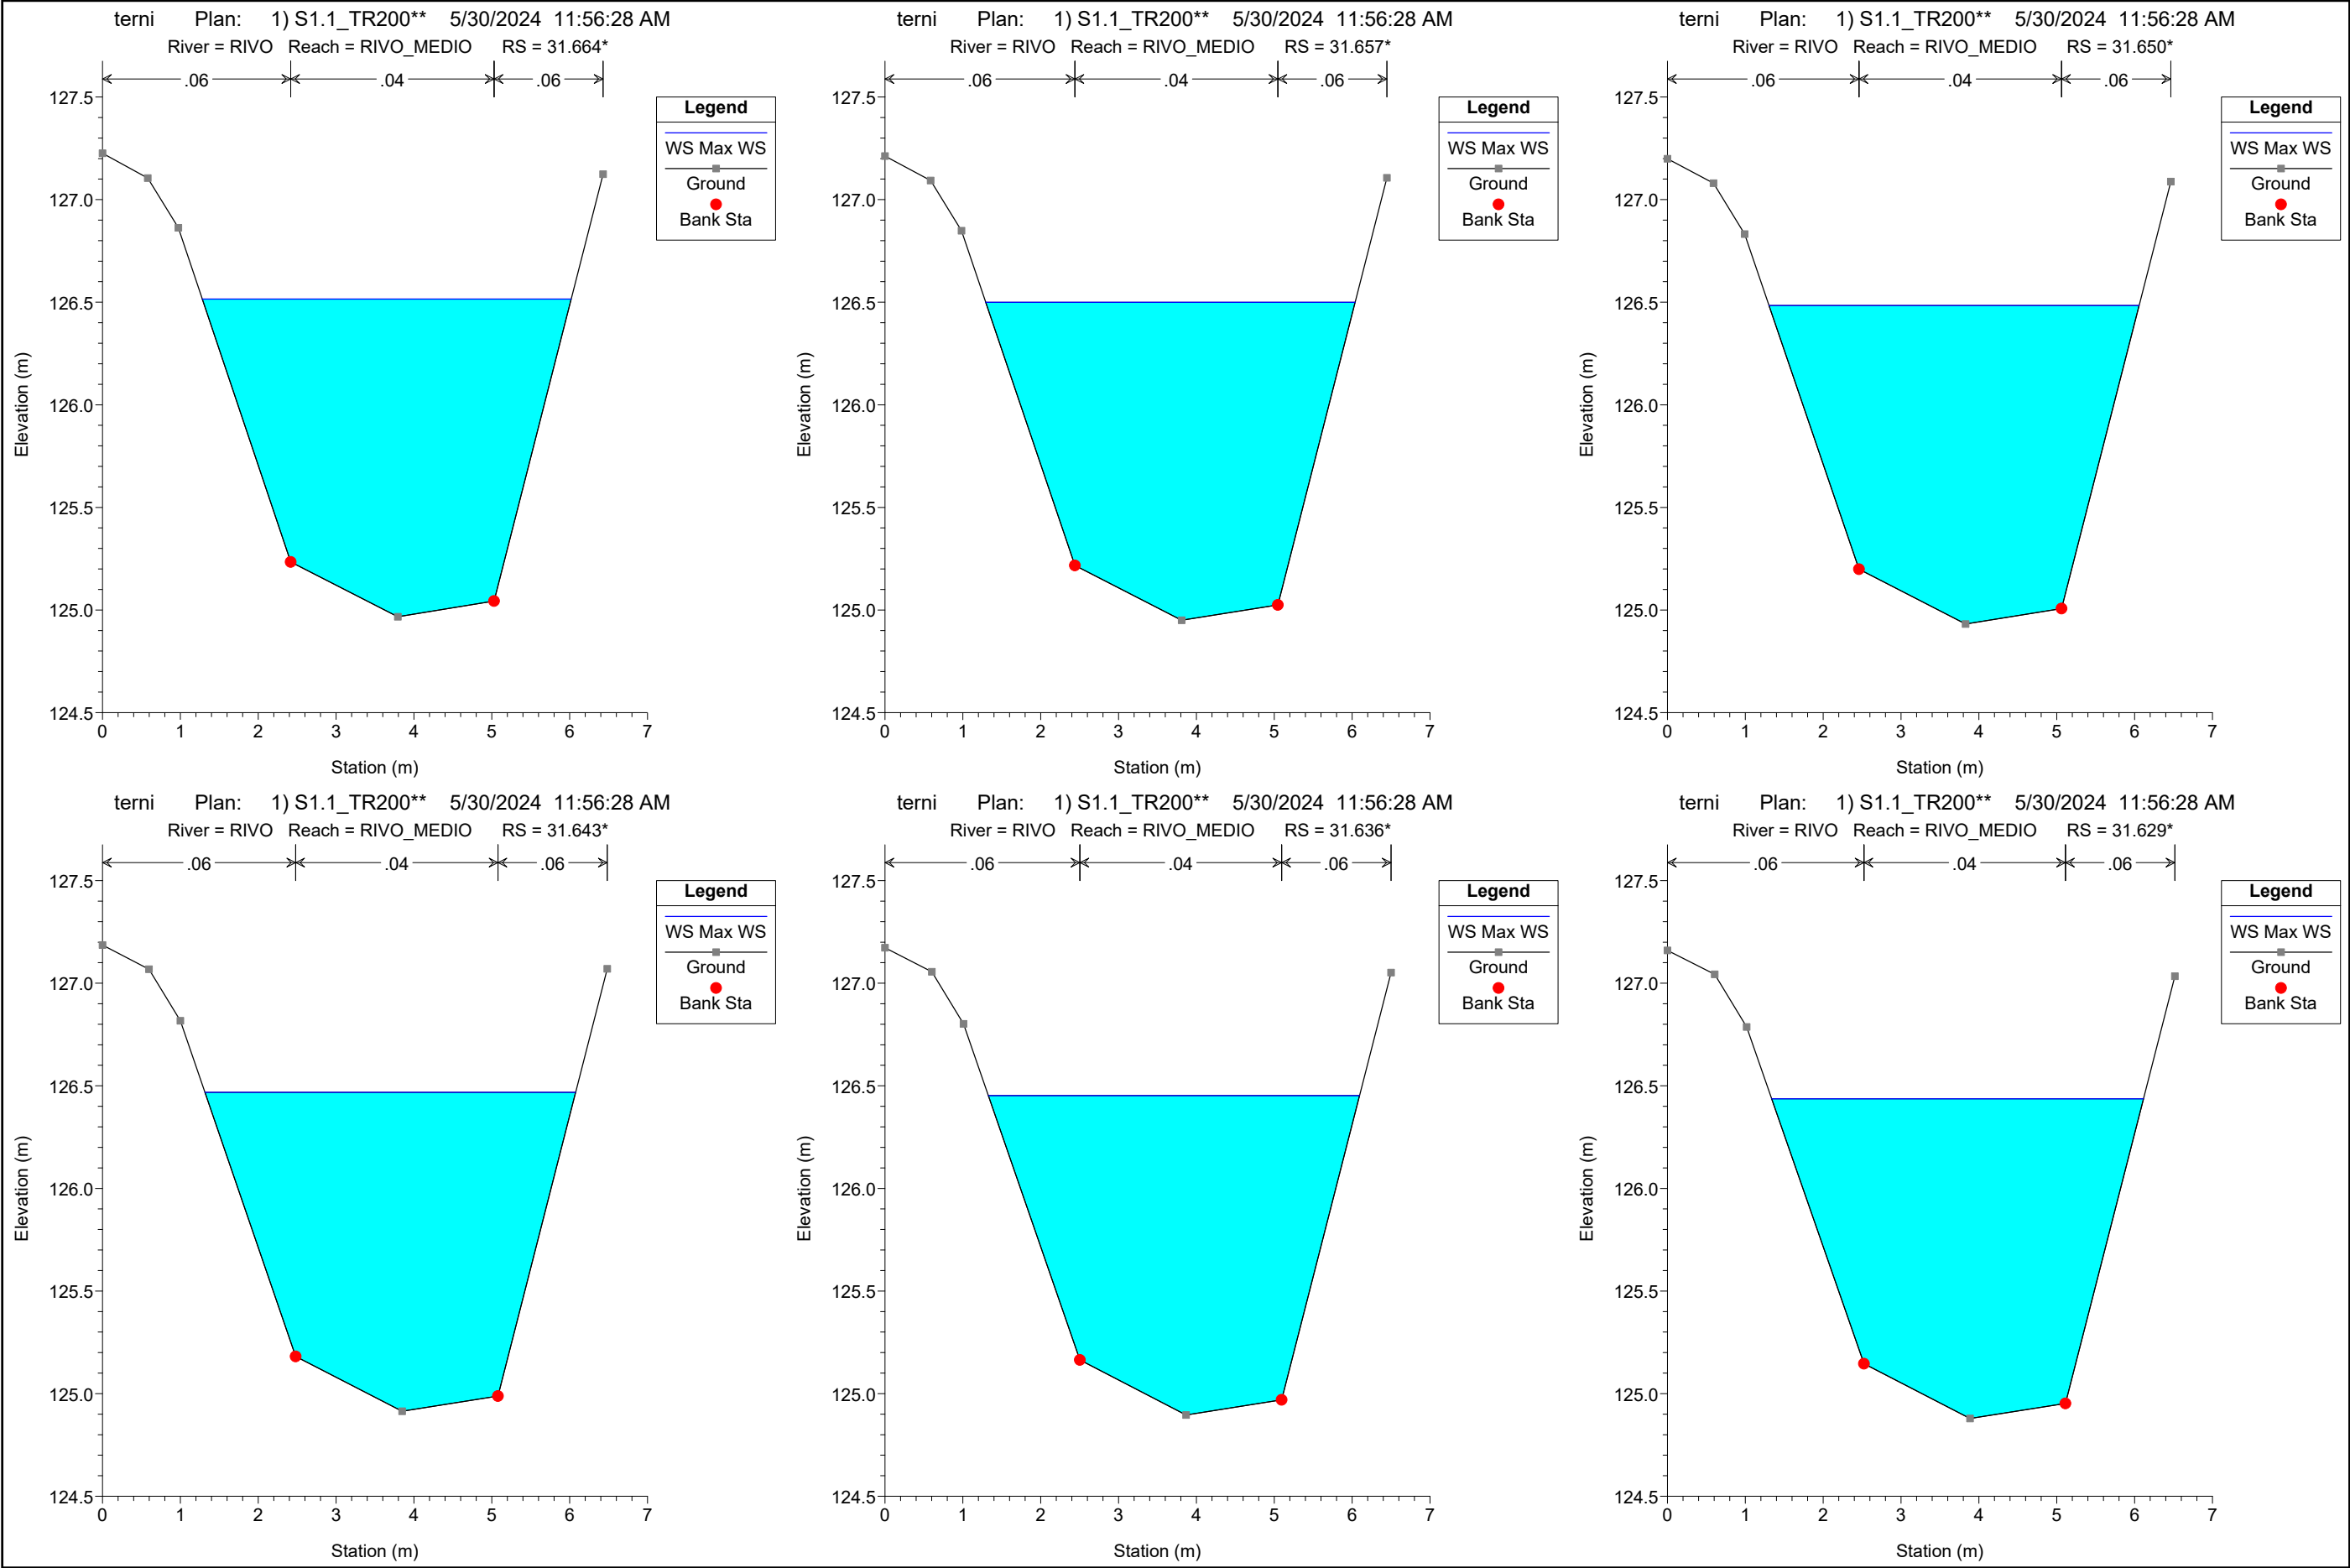 terni Plan: 1) S1.1_TR200** 5/30/2024 11:56:28 AM
River = RIVO Reach = RIVO_MEDIO RS = 31.664*
.06 .04 .06
Legend
WS Max WS
Ground
Bank Sta
127.5
127.0
126.5
126.0
125.5
125.0
124.5
Elevation (m)
0 1 2 3 4 5 6 7
Station (m)
terni Plan: 1) S1.1_TR200** 5/30/2024 11:56:28 AM
River = RIVO Reach = RIVO_MEDIO RS = 31.657*
.06 .04 .06
Legend
WS Max WS
Ground
Bank Sta
127.5
127.0
126.5
126.0
125.5
125.0
124.5
Elevation (m)
0 1 2 3 4 5 6 7
Station (m)
terni Plan: 1) S1.1_TR200** 5/30/2024 11:56:28 AM
River = RIVO Reach = RIVO_MEDIO RS = 31.650*
.06 .04 .06
Legend
WS Max WS
Ground
Bank Sta
127.5
127.0
126.5
126.0
125.5
125.0
124.5
Elevation (m)
0 1 2 3 4 5 6 7
Station (m)
terni Plan: 1) S1.1_TR200** 5/30/2024 11:56:28 AM
River = RIVO Reach = RIVO_MEDIO RS = 31.643*
.06 .04 .06
Legend
WS Max WS
Ground
Bank Sta
127.5
127.0
126.5
126.0
125.5
125.0
124.5
Elevation (m)
0 1 2 3 4 5 6 7
Station (m)
terni Plan: 1) S1.1_TR200** 5/30/2024 11:56:28 AM
River = RIVO Reach = RIVO_MEDIO RS = 31.636*
.06 .04 .06
Legend
WS Max WS
Ground
Bank Sta
127.5
127.0
126.5
126.0
125.5
125.0
124.5
Elevation (m)
0 1 2 3 4 5 6 7
Station (m)
terni Plan: 1) S1.1_TR200** 5/30/2024 11:56:28 AM
River = RIVO Reach = RIVO_MEDIO RS = 31.629*
.06 .04 .06
Legend
WS Max WS
Ground
Bank Sta
127.5
127.0
126.5
126.0
125.5
125.0
124.5
Elevation (m)
0 1 2 3 4 5 6 7
Station (m)